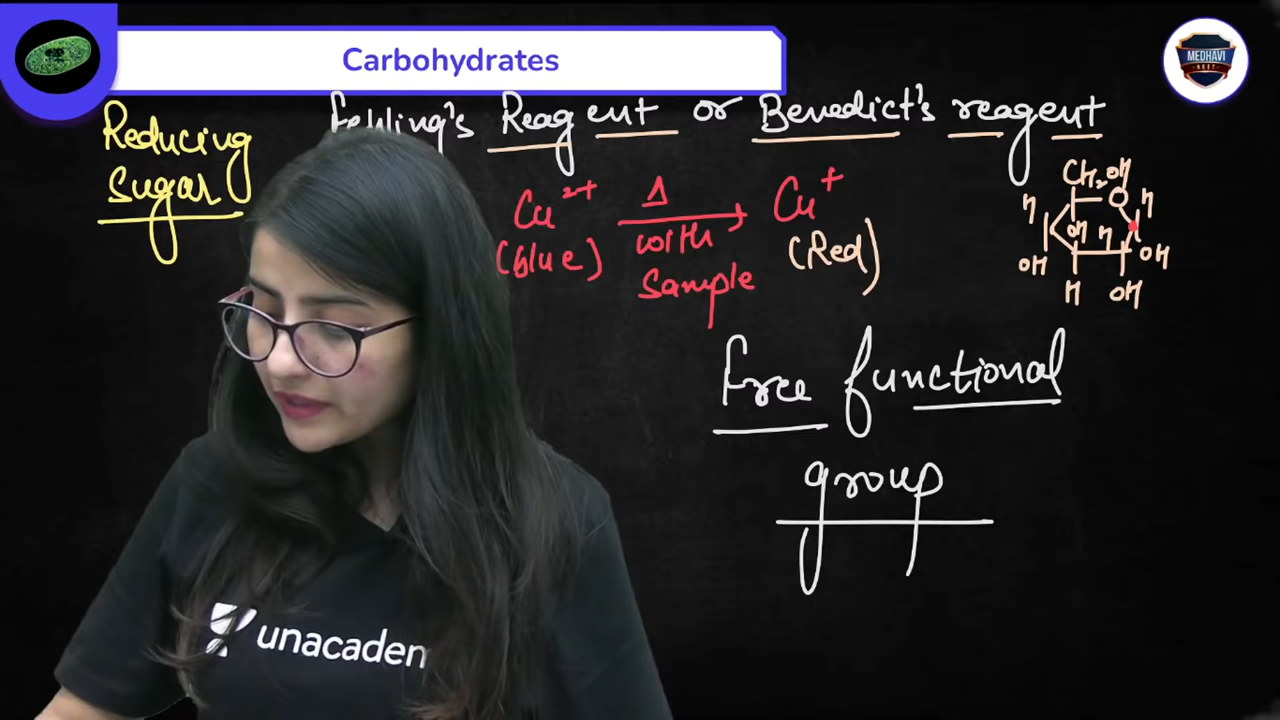 Carbohydrates
MEDHAVI
NEET
Reducing
Sugar
Fehling's Reagent or Benedict's reagent
Cu²⁺ Δ Cu⁺
(blue) with (Red)
Sample
CH₂OH
H O H
OH H
OH OH
H OH
Free functional
group
unacadem